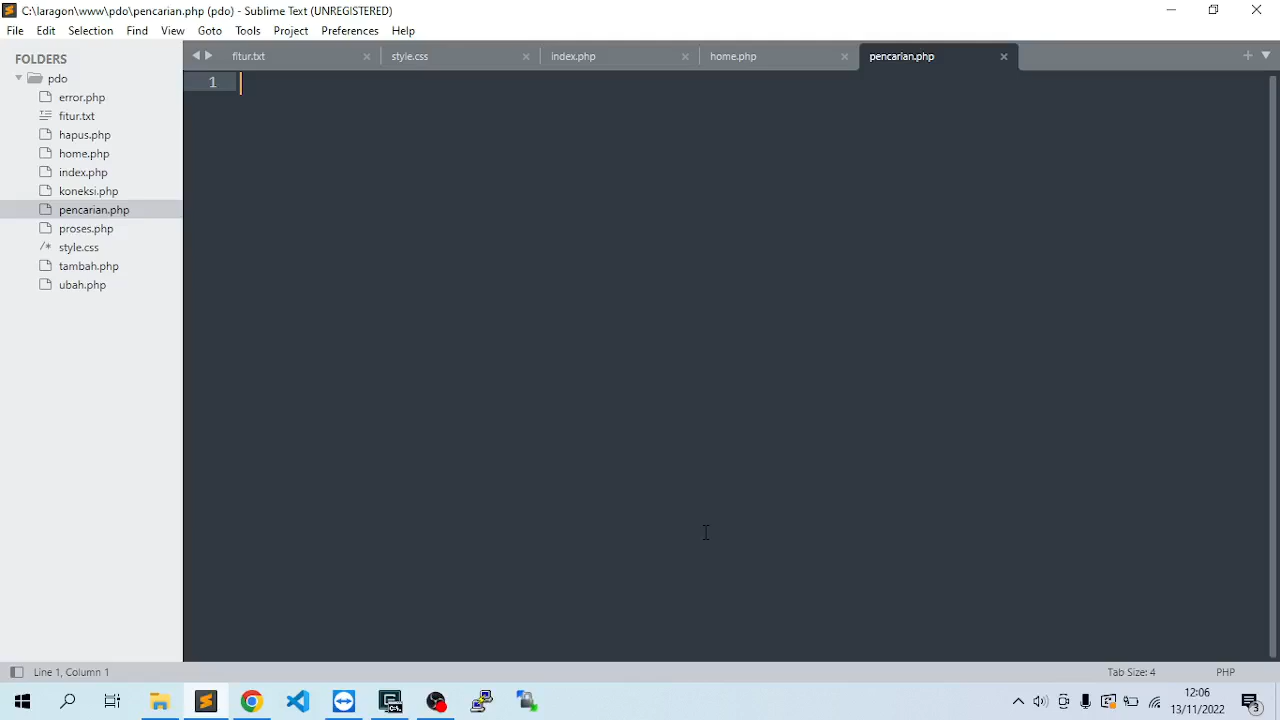 C:\laragon\www\pdo\pencarian.php (pdo) - Sublime Text (UNREGISTERED)
File Edit Selection Find View Goto Tools Project Preferences Help
FOLDERS
pdo
error.php
fitur.txt
hapus.php
home.php
index.php
koneksi.php
pencarian.php
proses.php
style.css
tambah.php
ubah.php
fitur.txt style.css index.php home.php pencarian.php
1
Line 1, Column 1 Tab Size: 4 PHP
12:06
13/11/2022
3